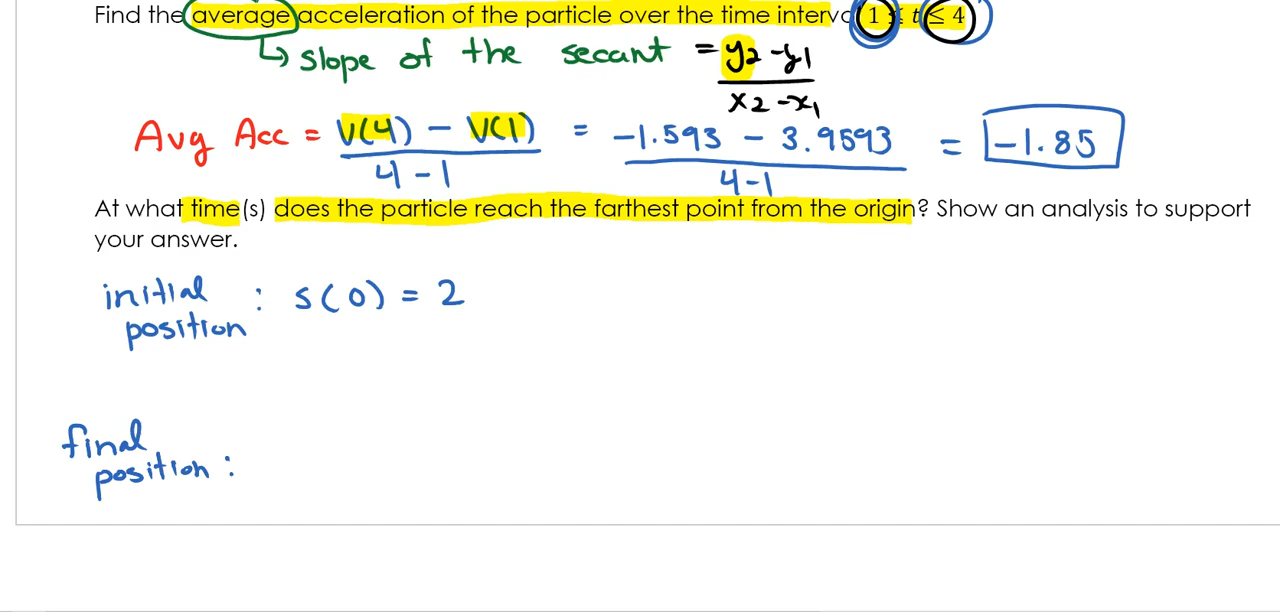 Find the average acceleration of the particle over the time interval 1 ≤ t ≤ 4
↳ slope of the secant = y2 - y1
x2 - x1
Avg Acc = v(4) - v(1) = -1.593 - 3.9593 = -1.85
4 - 1 4-1
At what time(s) does the particle reach the farthest point from the origin? Show an analysis to support
your answer.
initial : s(0) = 2
position
final
position :